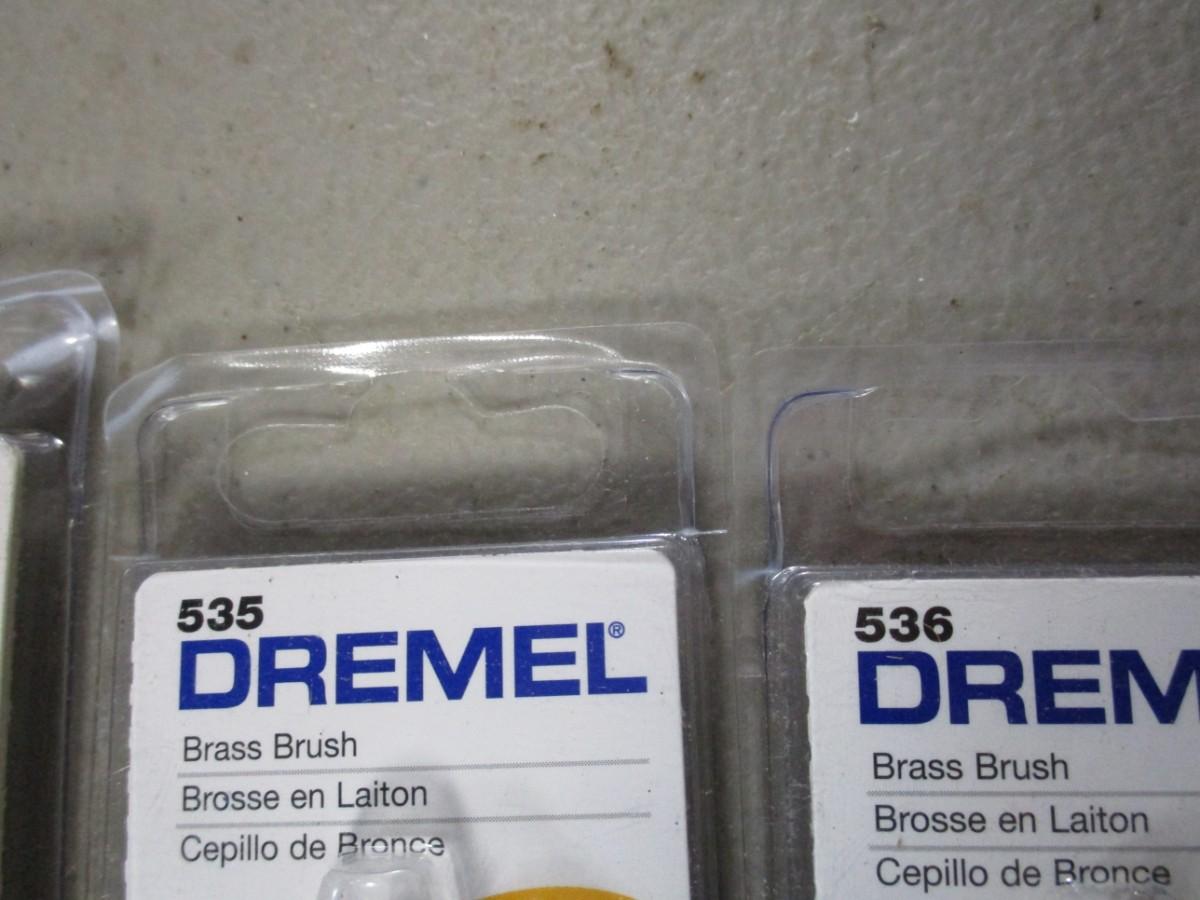 535
DREMEL®
Brass Brush
Brosse en Laiton
Cepillo de Bronce
536
DREM
Brass Brush
Brosse en Laiton
Cepillo de Bronce